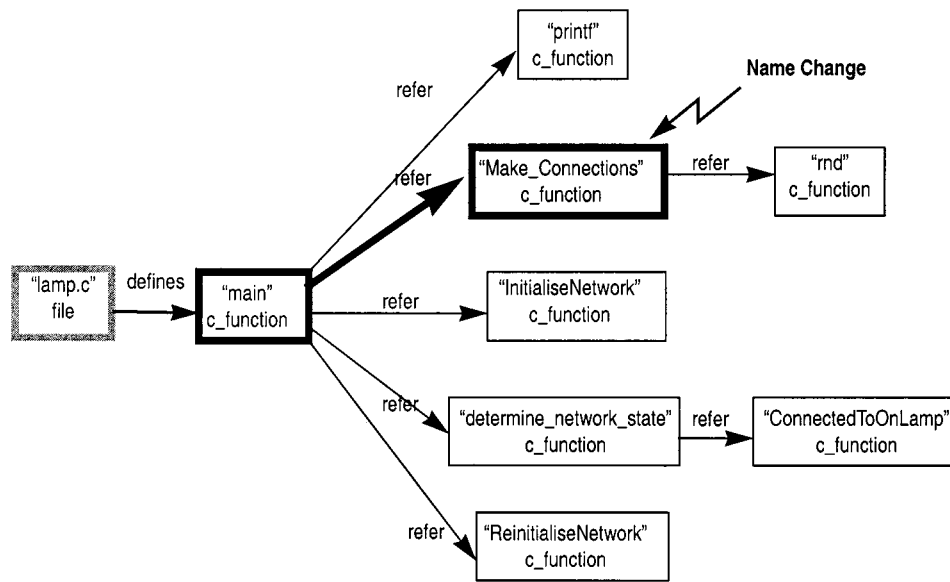 “printf”
c_function
Name Change
refer
“Make_Connections”
c_function
refer
“rnd”
c_function
refer
“lamp.c”
file
defines
“main”
c_function
refer
“InitialiseNetwork”
c_function
refer
“determine_network_state”
c_function
refer
“ConnectedToOnLamp”
c_function
refer
“ReinitialiseNetwork”
c_function